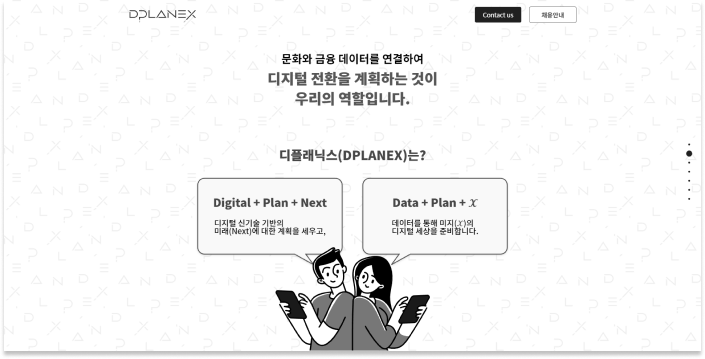 DPLANEX
Contact us
채용안내
문화와 금융 데이터를 연결하여
디지털 전환을 계획하는 것이
우리의 역할입니다.
디플래닉스(DPLANEX)는?
Digital + Plan + Next
디지털 신기술 기반의
미래(Next)에 대한 계획을 세우고,
Data + Plan + 𝒳
데이터를 통해 미지(𝒳)의
디지털 세상을 준비합니다.